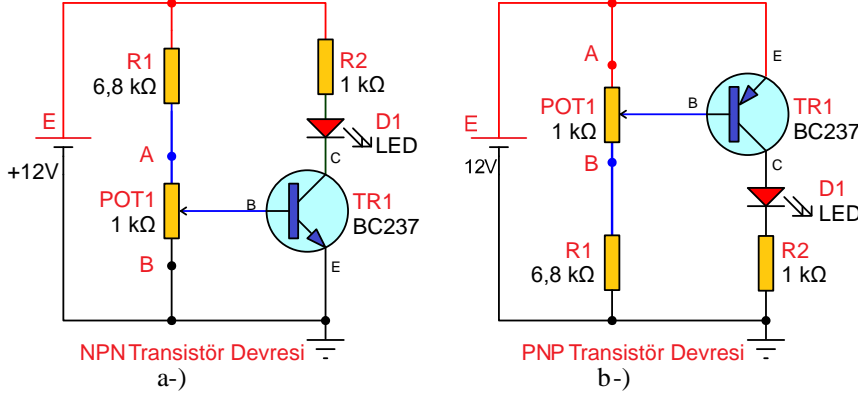 R1
6,8 kΩ
R2
1 kΩ
D1
LED
E
+12V
A
POT1
1 kΩ
B
B
C
TR1
BC237
E
NPN Transistör Devresi
a-)
A
E
POT1
1 kΩ
B
TR1
BC237
E
12V
B
C
D1
LED
R1
6,8 kΩ
R2
1 kΩ
PNP Transistör Devresi
b-)